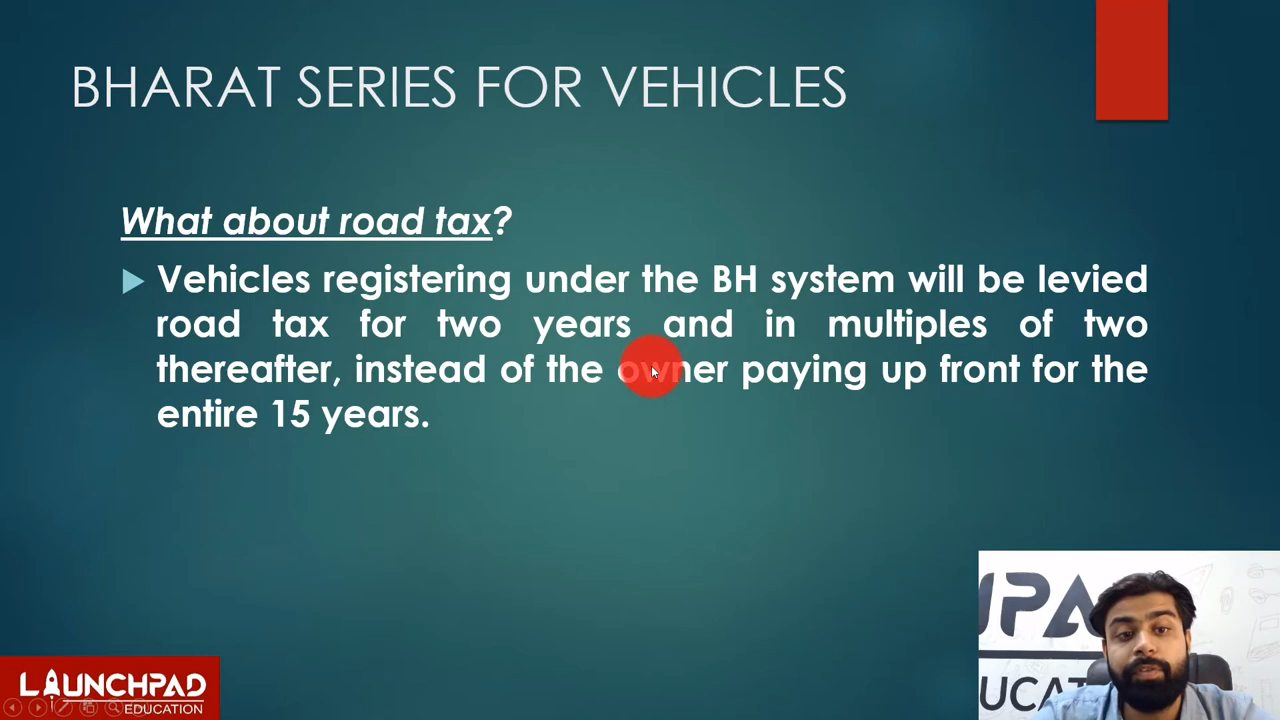 BHARAT SERIES FOR VEHICLES
What about road tax?
Vehicles registering under the BH system will be levied
road tax for two years and in multiples of two
thereafter, instead of the owner paying up front for the
entire 15 years.
LAUNCHPAD
EDUCATION